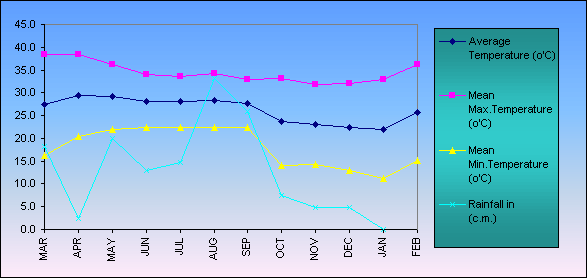 45.0
40.0
35.0
30.0
25.0
20.0
15.0
10.0
5.0
0.0
MAR APR MAY JUN JUL AUG SEP OCT NOV DEC JAN FEB
Average
Temperature (o'C)
Mean
Max.Temperature
(o'C)
Mean
Min.Temperature
(o'C)
Rainfall in
(c.m.)